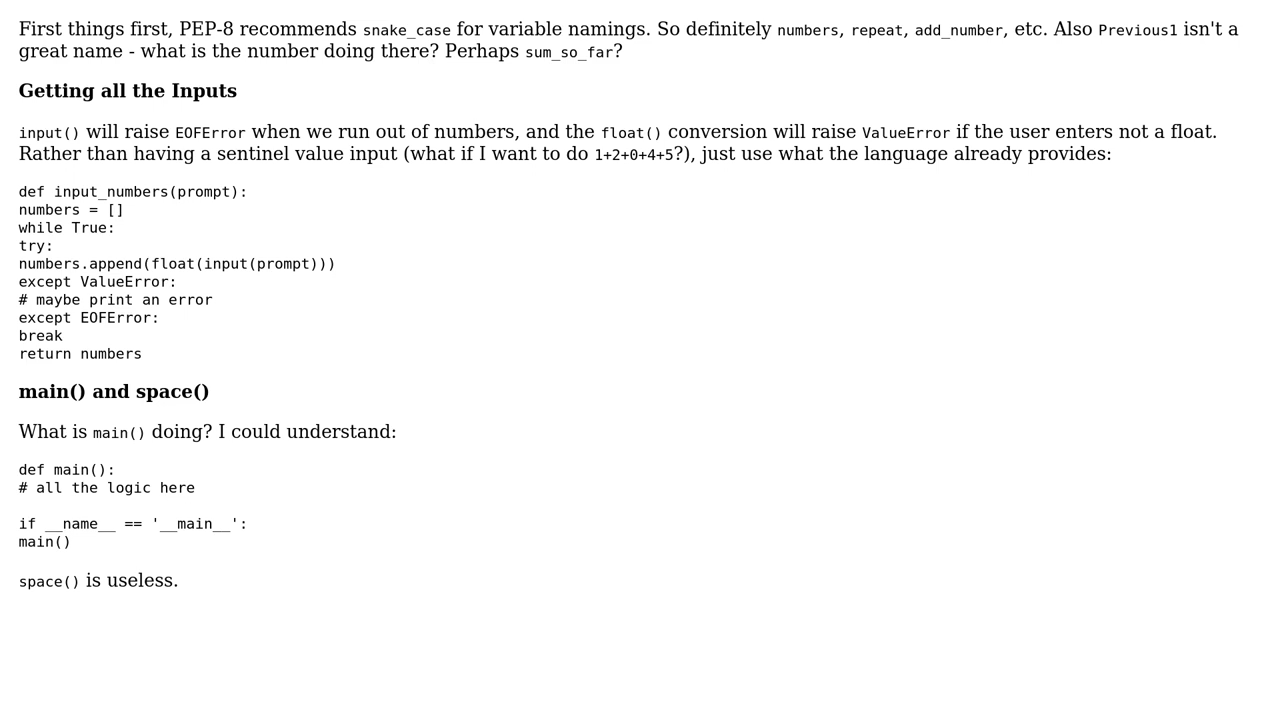 First things first, PEP-8 recommends snake_case for variable namings. So definitely numbers, repeat, add_number, etc. Also Previous1 isn't a
great name - what is the number doing there? Perhaps sum_so_far?
Getting all the Inputs
input() will raise EOFError when we run out of numbers, and the float() conversion will raise ValueError if the user enters not a float.
Rather than having a sentinel value input (what if I want to do 1+2+0+4+5?), just use what the language already provides:
def input_numbers(prompt):
numbers = []
while True:
try:
numbers.append(float(input(prompt)))
except ValueError:
# maybe print an error
except EOFError:
break
return numbers
main() and space()
What is main() doing? I could understand:
def main():
# all the logic here
if __name__ == '__main__':
main()
space() is useless.